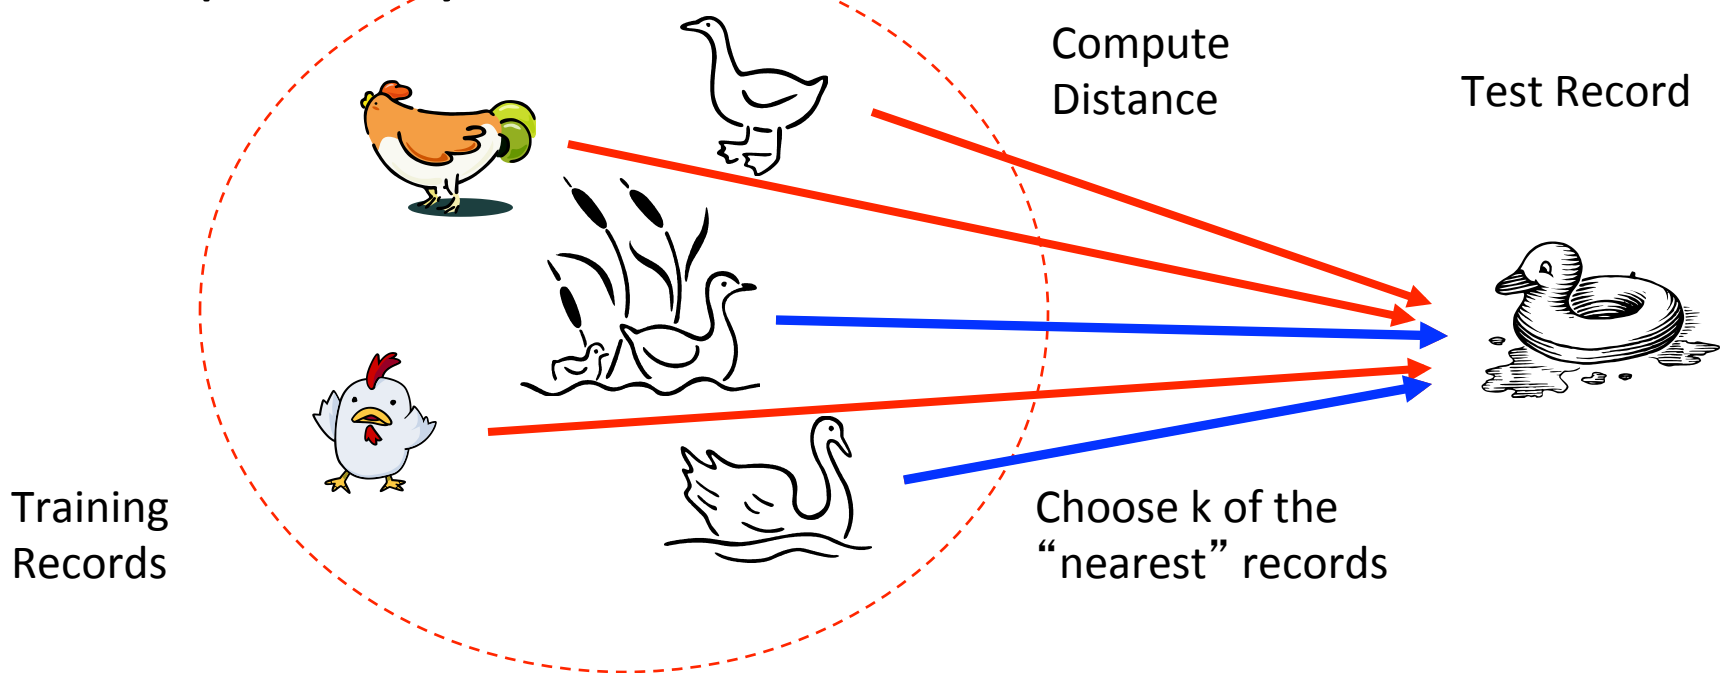 Compute
Distance
Test Record
Training
Records
Choose k of the
“nearest” records